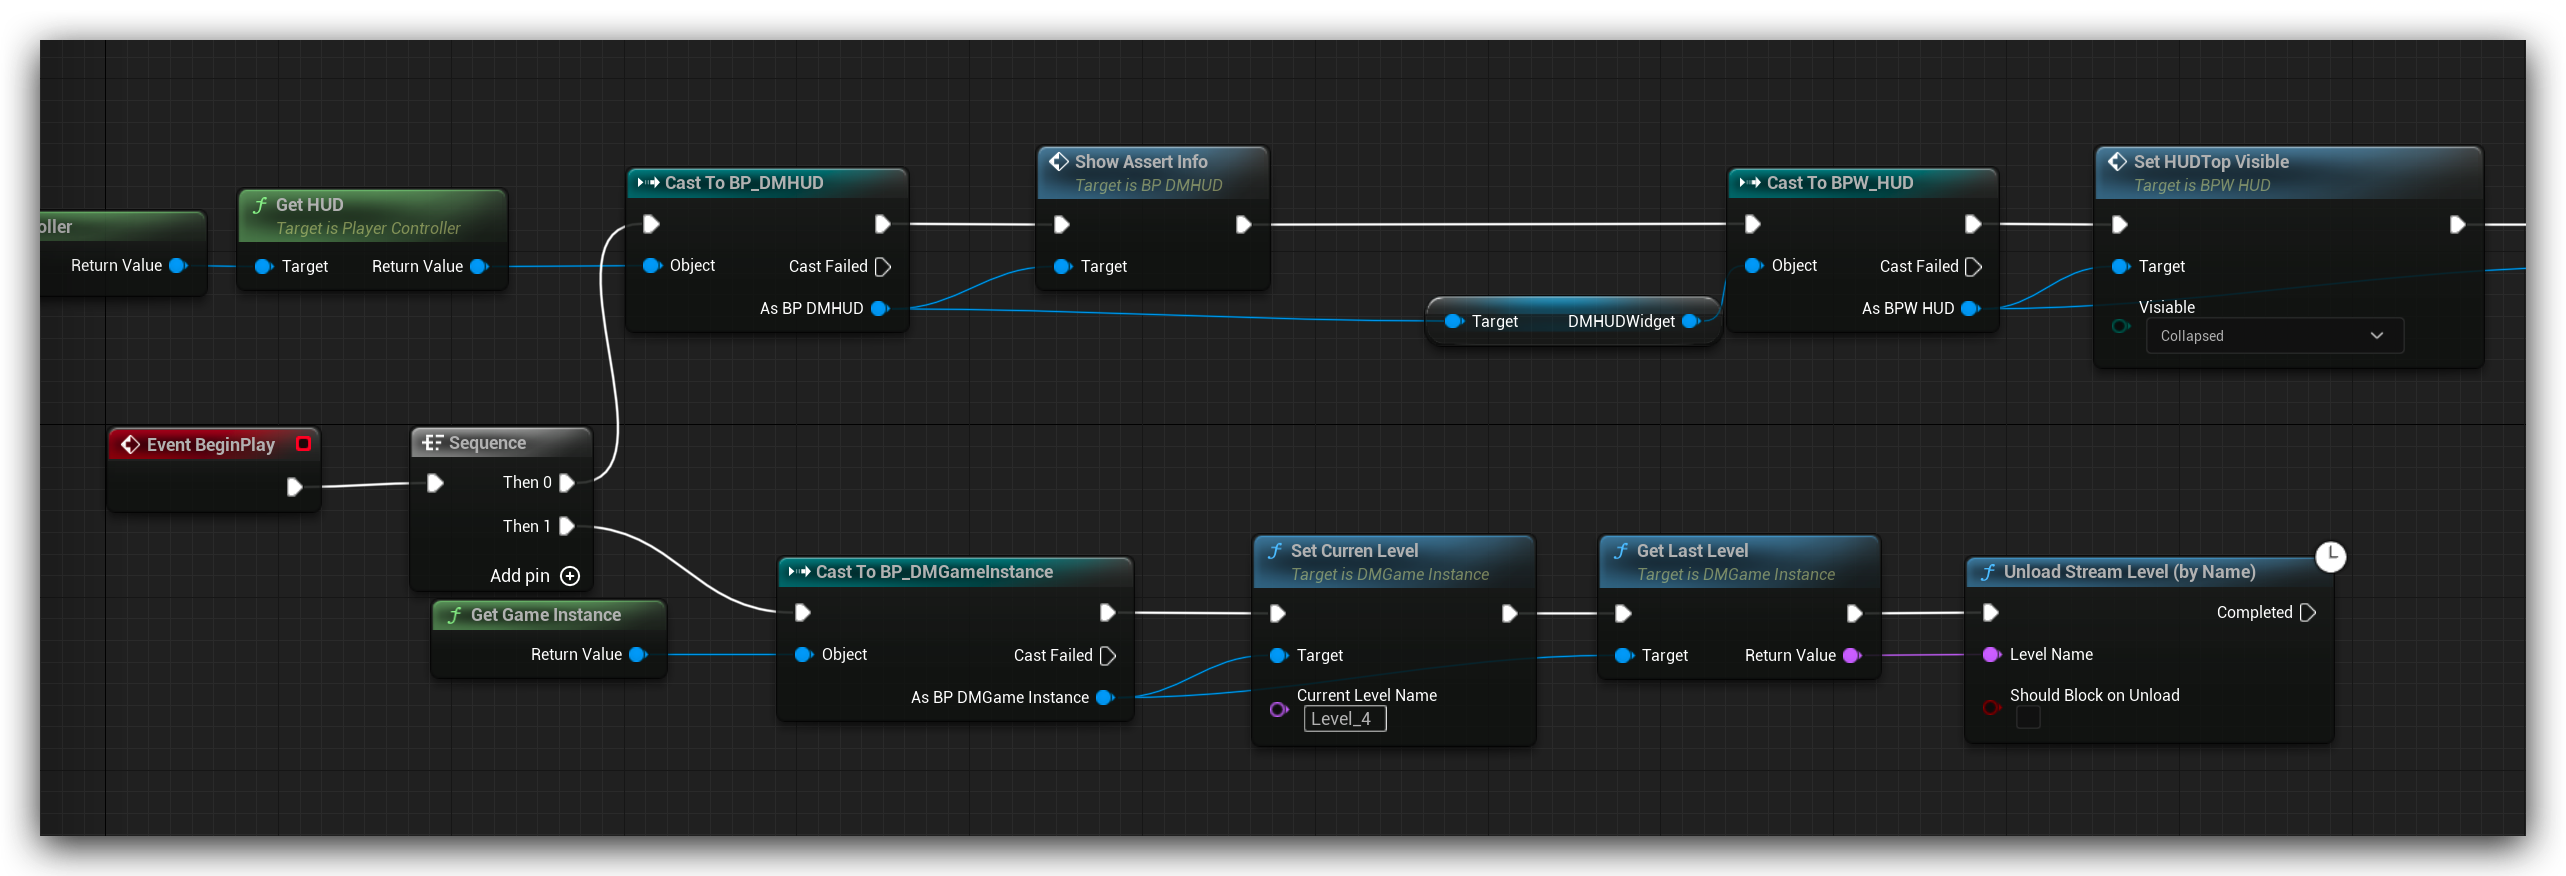 oller
Return Value
Get HUD
Target is Player Controller
Target
Return Value
Cast To BP_DMHUD
Object
Cast Failed
As BP DMHUD
Show Assert Info
Target is BP DMHUD
Target
Target
DMHUDWidget
Cast To BPW_HUD
Object
Cast Failed
As BPW HUD
Set HUDTop Visible
Target is BPW HUD
Target
Visiable
Collapsed
Event BeginPlay
Sequence
Then 0
Then 1
Add pin
Get Game Instance
Return Value
Cast To BP_DMGameInstance
Object
Cast Failed
As BP DMGame Instance
Set Curren Level
Target is DMGame Instance
Target
Current Level Name
Level_4
Get Last Level
Target is DMGame Instance
Target
Return Value
Unload Stream Level (by Name)
Completed
Level Name
Should Block on Unload